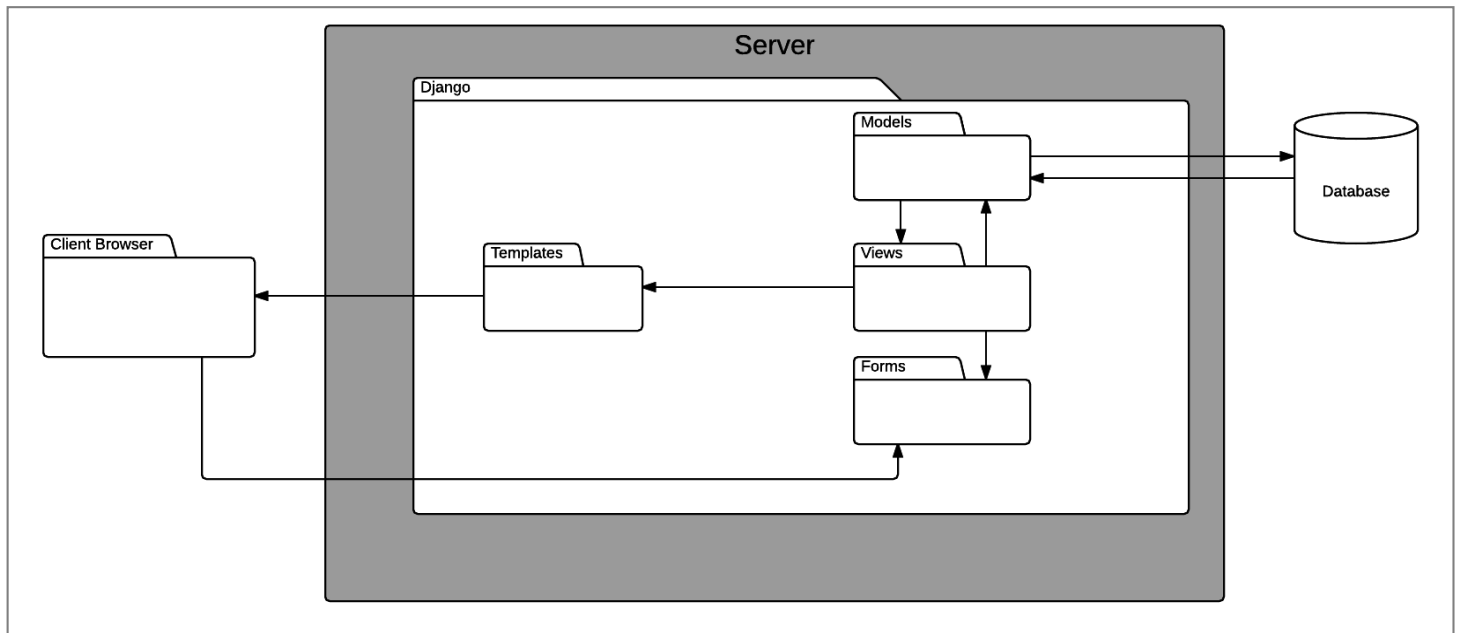 Server
Django
Models
Database
Client Browser
Templates
Views
Forms